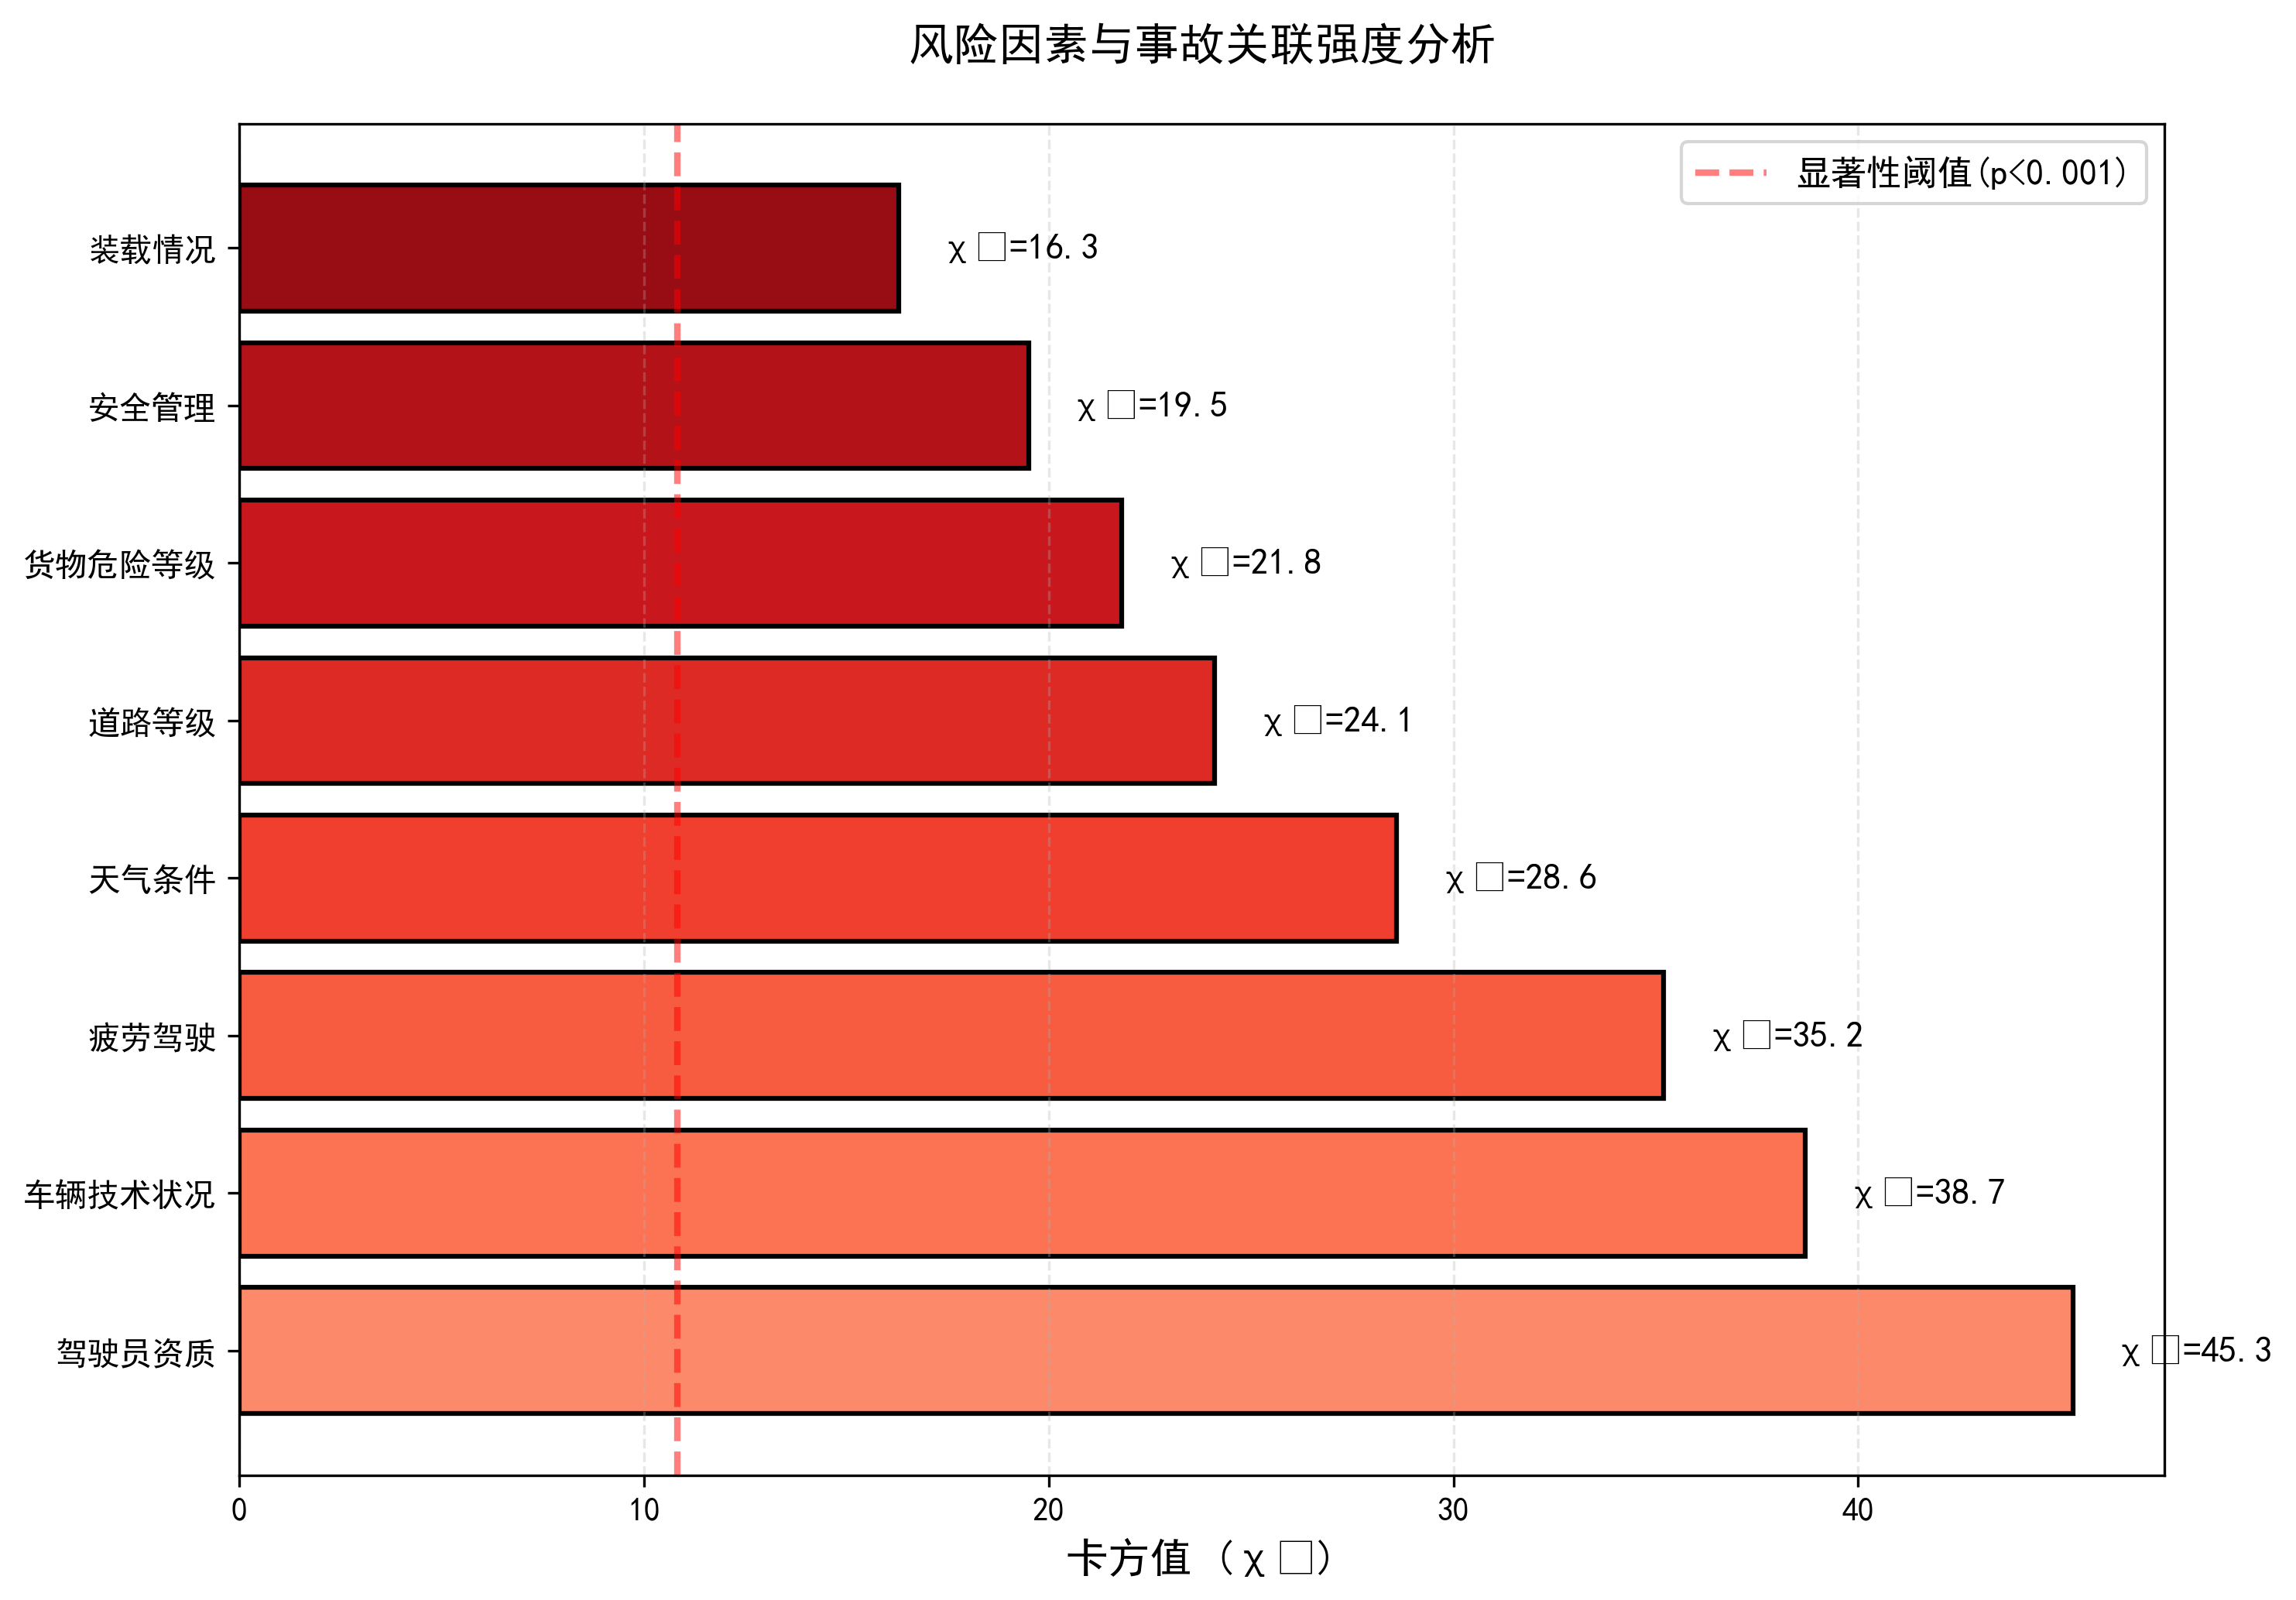 风险因素与事故关联强度分析
显著性阈值(p<0.001)
装载情况
χ □=16.3
安全管理
χ □=19.5
货物危险等级
χ □=21.8
道路等级
χ □=24.1
天气条件
χ □=28.6
疲劳驾驶
χ □=35.2
车辆技术状况
χ □=38.7
驾驶员资质
χ □=45.3
0 10 20 30 40
卡方值（χ □）